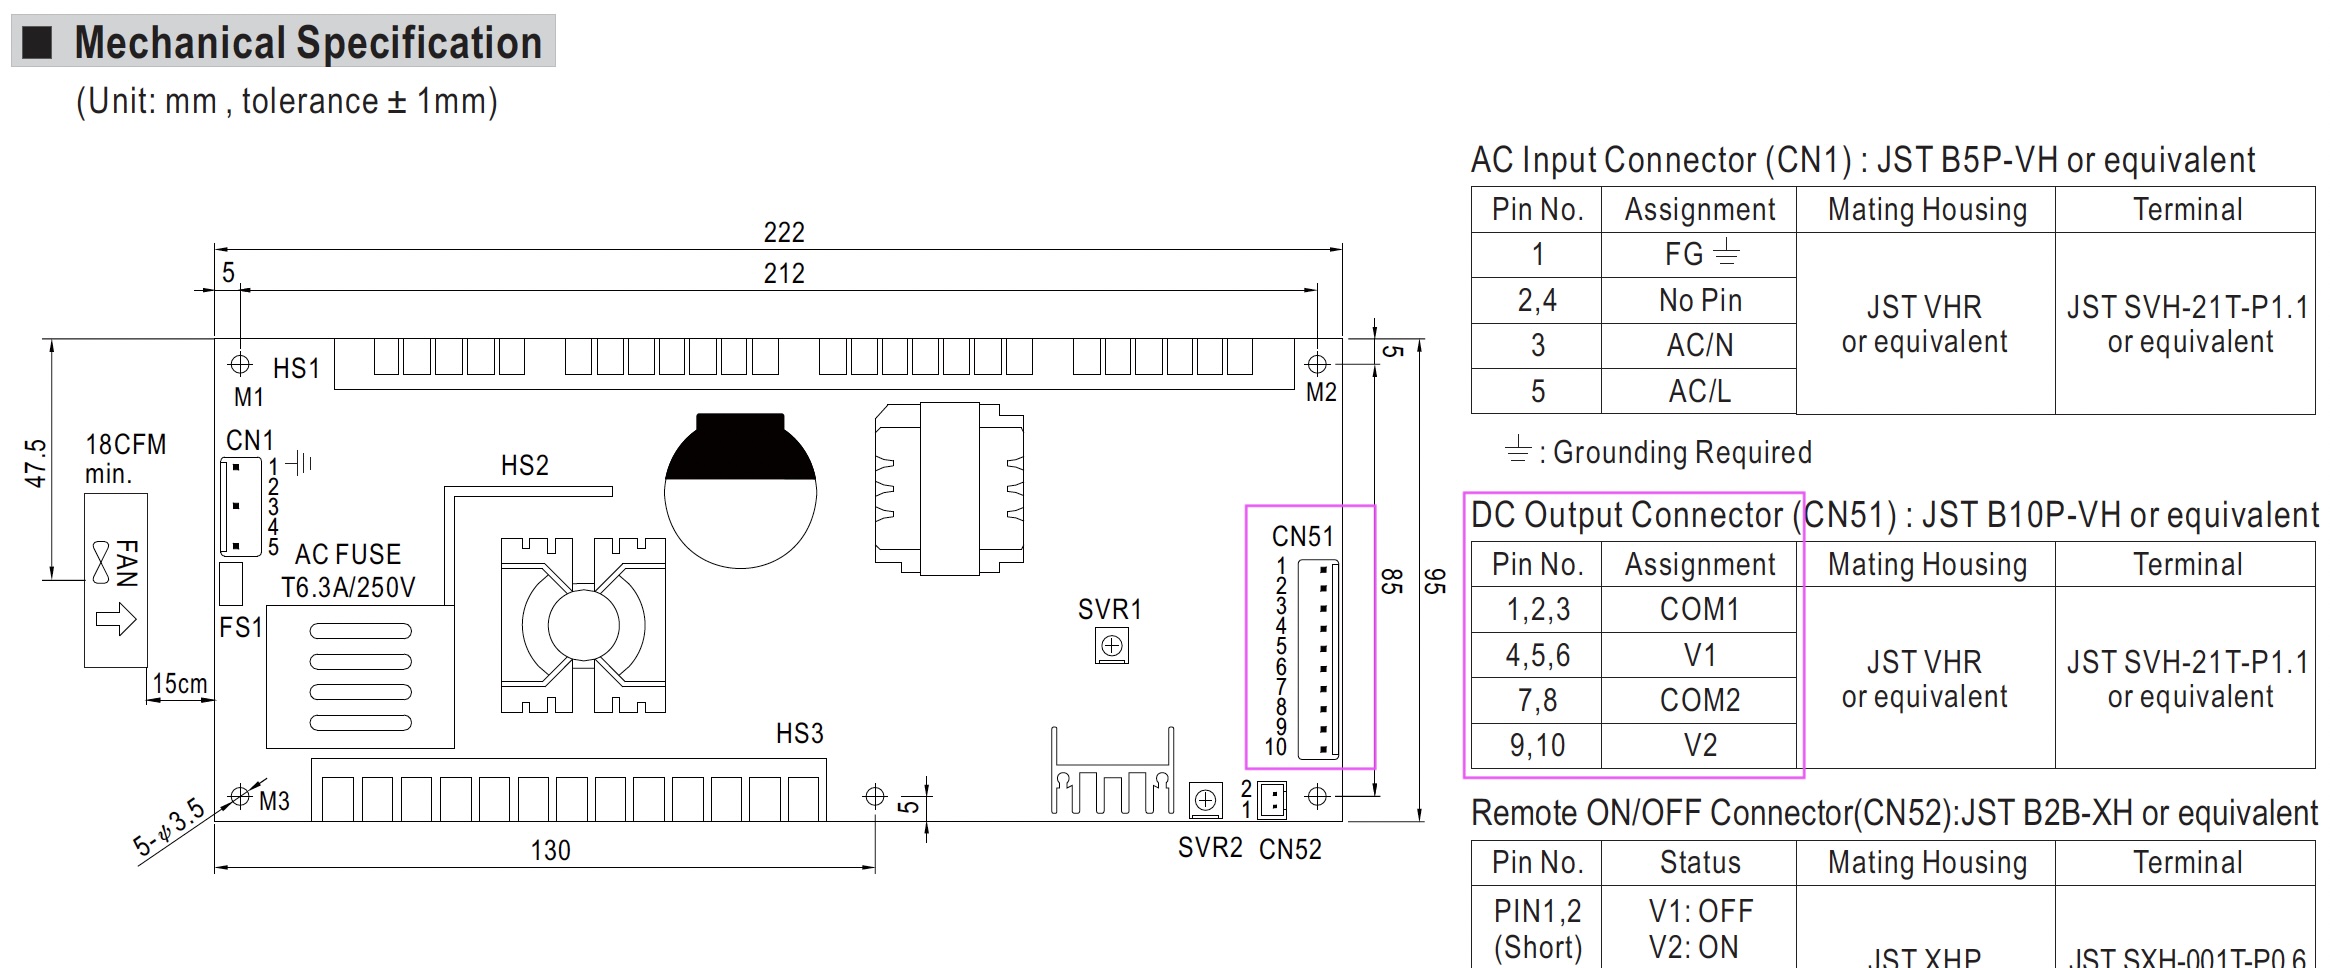 ■ Mechanical Specification
(Unit: mm , tolerance ± 1mm)
222
5
212
5
HS1
M1
M2
47.5
18CFM
min.
FAN
CN1
1
2
3
4
5
HS2
AC FUSE
T6.3A/250V
FS1
15cm
CN51
1
2
3
4
5
6
7
8
9
10
85
95
SVR1
HS3
M3
5-ψ3.5
5
2
1
130
SVR2
CN52
AC Input Connector (CN1) : JST B5P-VH or equivalent
Pin No. Assignment Mating Housing Terminal
1 FG ⏚
2,4 No Pin
3 AC/N
5 AC/L
JST VHR
or equivalent
JST SVH-21T-P1.1
or equivalent
⏚ : Grounding Required
DC Output Connector (CN51) : JST B10P-VH or equivalent
Pin No. Assignment Mating Housing Terminal
1,2,3 COM1
4,5,6 V1
7,8 COM2
9,10 V2
JST VHR
or equivalent
JST SVH-21T-P1.1
or equivalent
Remote ON/OFF Connector(CN52):JST B2B-XH or equivalent
Pin No. Status Mating Housing Terminal
PIN1,2
(Short)
V1: OFF
V2: ON
JST XHP
JST SXH-001T-P0.6